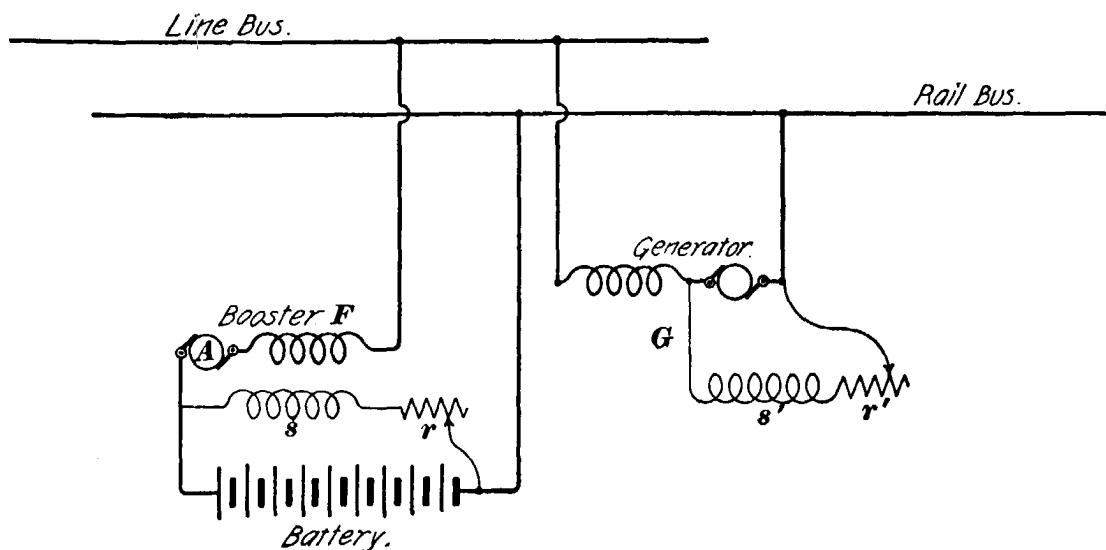 Line Bus.
Rail Bus.
Generator.
Booster F
A
G
s
r
s'
r'
Battery.